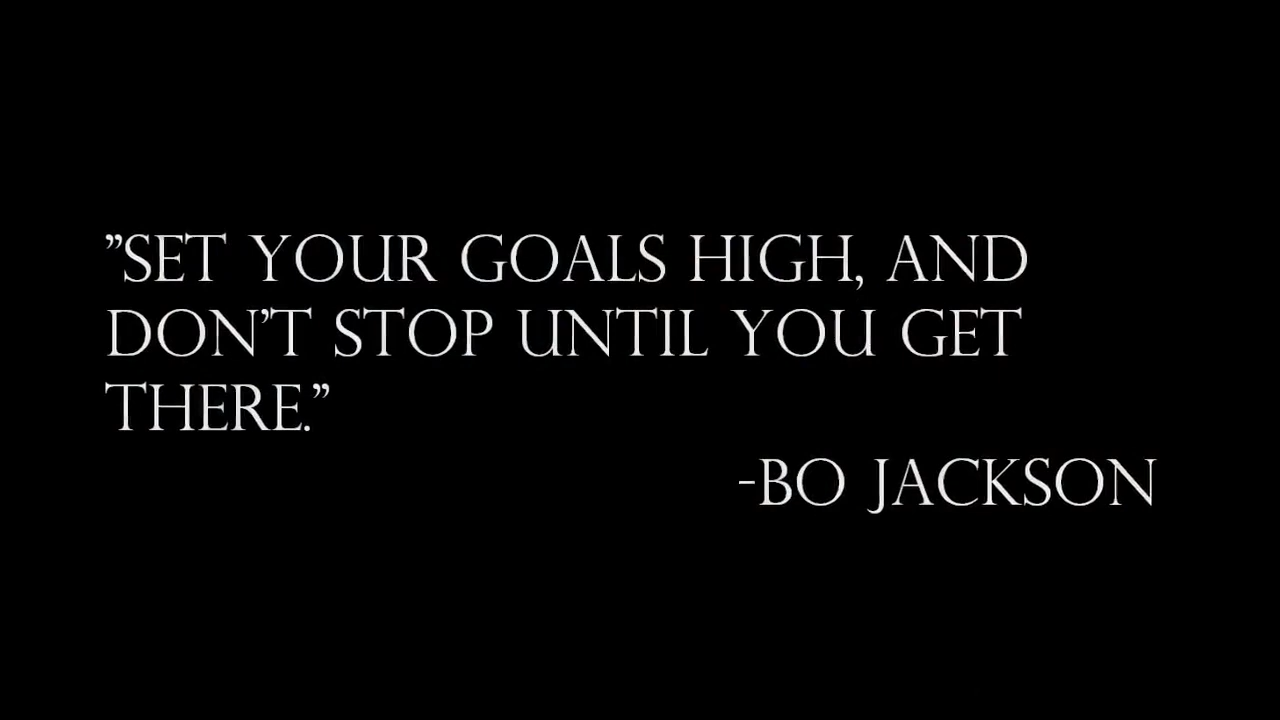 ”SET YOUR GOALS HIGH, AND
DON’T STOP UNTIL YOU GET
THERE.”
-BO JACKSON